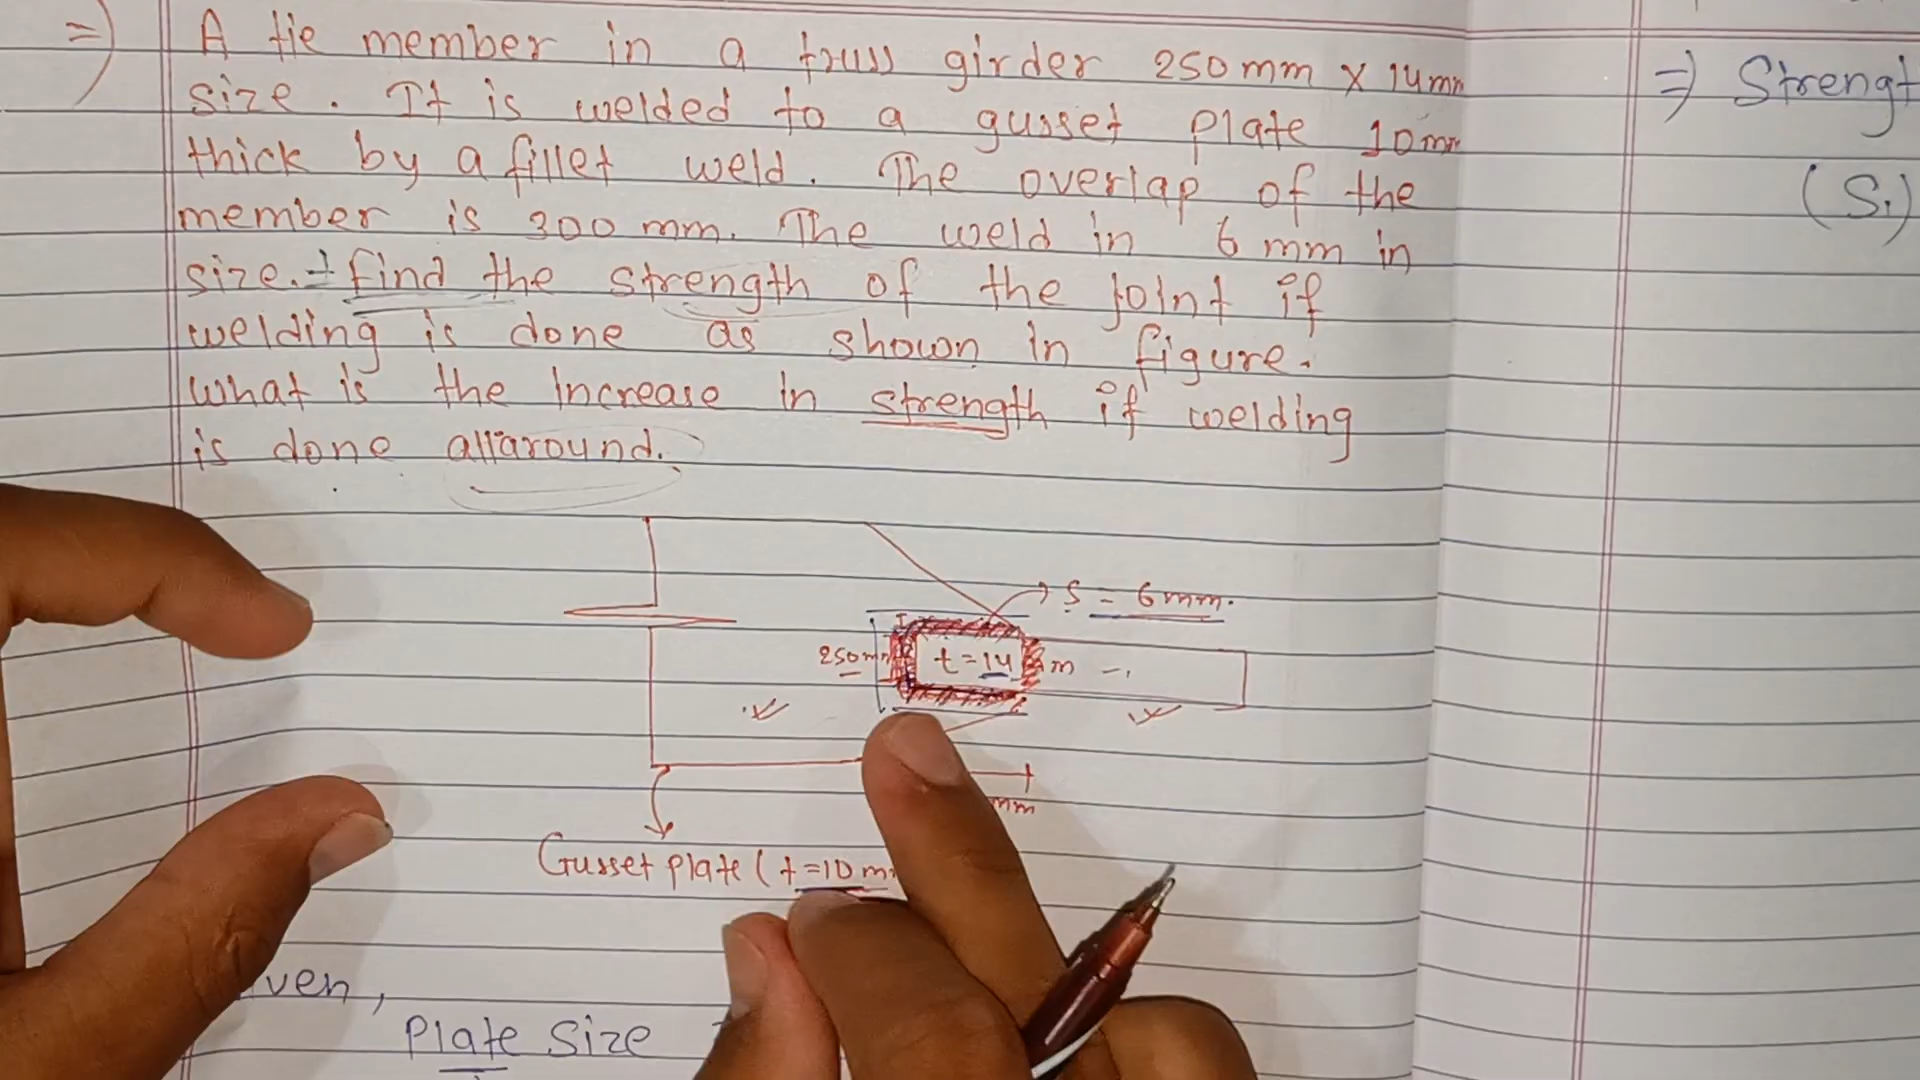 =) A tie member in a truss girder 250mm x 14mm
size. It is welded to a gusset plate 10mm
thick by a fillet weld. The overlap of the
member is 300 mm. The weld in 6 mm in
size. find the strength of the joint if
welding is done as shown in figure.
what is the increase in strength if welding
is done allaround.
S = 6mm.
250mm
t=14
m
mm
Gusset plate (t=10 m
ven,
Plate Size
=) Strengt
(S1)